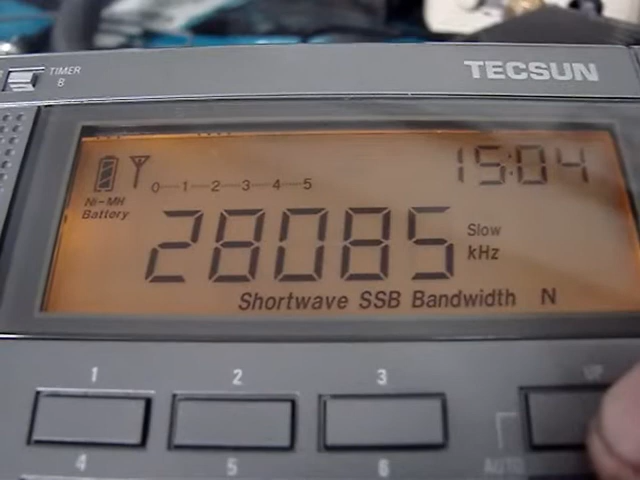 TIMER
B
TECSUN
15:04
0-1-2-3-4-5
Ni-MH
Battery
28085
Slow
kHz
Shortwave SSB Bandwidth N
1 2 3
4 5 6
AUTO